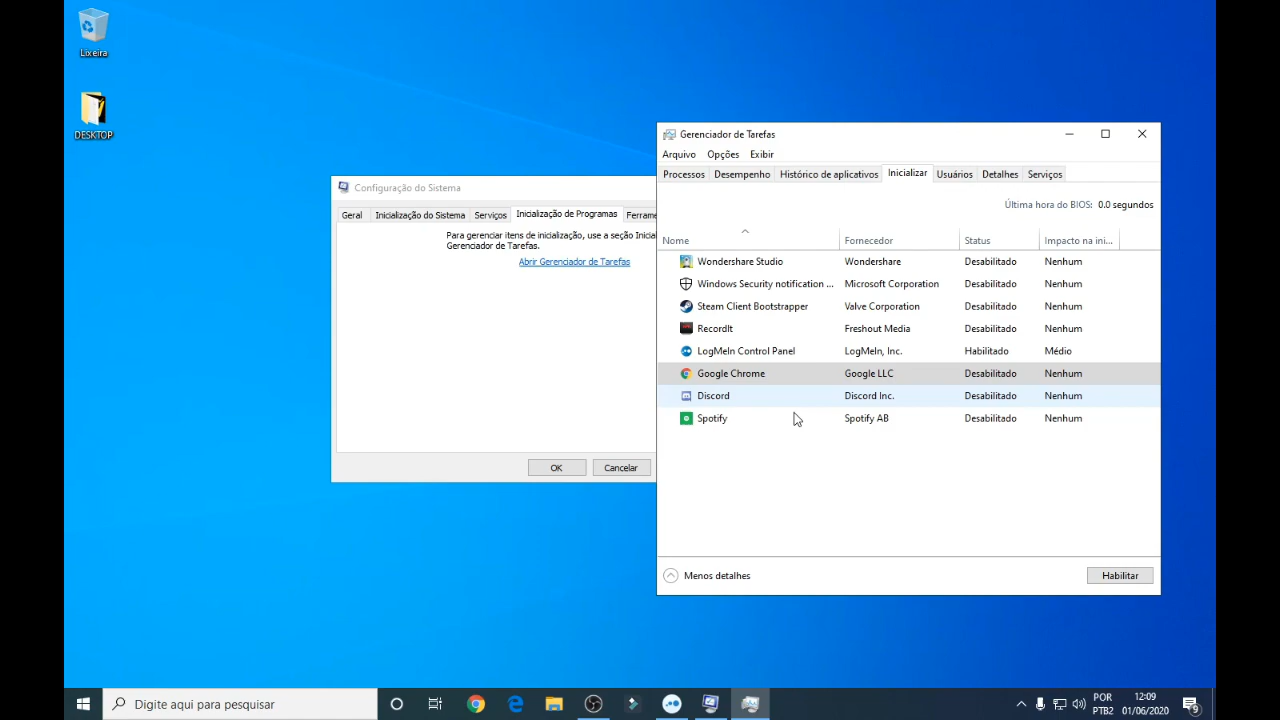 Lixeira
DESKTOP
Configuração do Sistema
Geral Inicialização do Sistema Serviços Inicialização de Programas Ferrame
Para gerenciar itens de inicialização, use a seção Inicial
Gerenciador de Tarefas.
Abrir Gerenciador de Tarefas
OK Cancelar
Gerenciador de Tarefas
Arquivo Opções Exibir
Processos Desempenho Histórico de aplicativos Inicializar Usuários Detalhes Serviços
Última hora do BIOS: 0.0 segundos
Nome Fornecedor Status Impacto na ini...
Wondershare Studio Wondershare Desabilitado Nenhum
Windows Security notification ... Microsoft Corporation Desabilitado Nenhum
Steam Client Bootstrapper Valve Corporation Desabilitado Nenhum
RecordIt Freshout Media Desabilitado Nenhum
LogMeIn Control Panel LogMeIn, Inc. Habilitado Médio
Google Chrome Google LLC Desabilitado Nenhum
Discord Discord Inc. Desabilitado Nenhum
Spotify Spotify AB Desabilitado Nenhum
Menos detalhes Habilitar
Digite aqui para pesquisar
POR
PTB2
12:09
01/06/2020
9